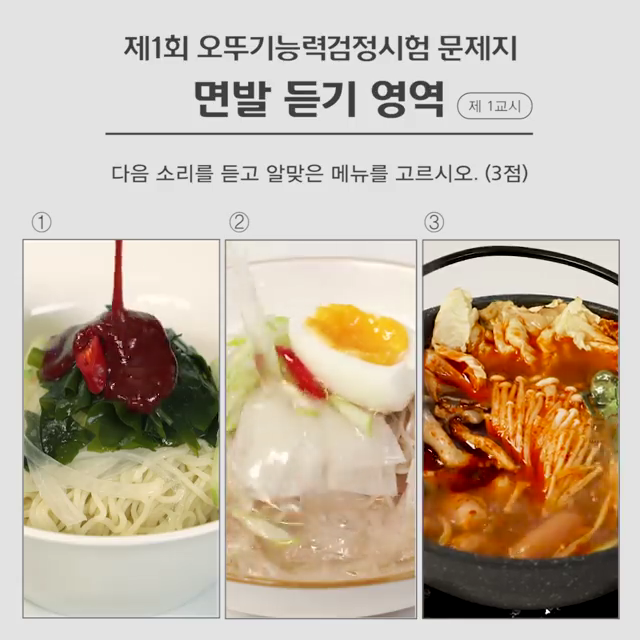 제1회 오뚜기능력검정시험 문제지
면발 듣기 영역 제 1교시
다음 소리를 듣고 알맞은 메뉴를 고르시오. (3점)
① ② ③